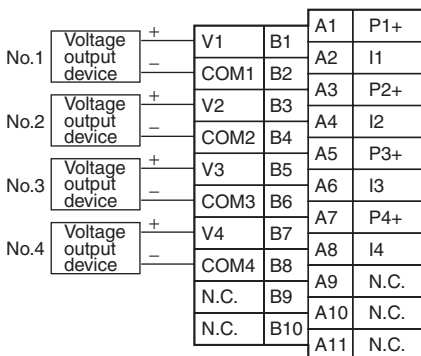 A1 P1+
No.1 Voltage output device + V1 B1
A2 I1
− COM1 B2
A3 P2+
No.2 Voltage output device + V2 B3
A4 I2
− COM2 B4
A5 P3+
No.3 Voltage output device + V3 B5
A6 I3
− COM3 B6
A7 P4+
No.4 Voltage output device + V4 B7
A8 I4
− COM4 B8
A9 N.C.
N.C. B9
A10 N.C.
N.C. B10
A11 N.C.